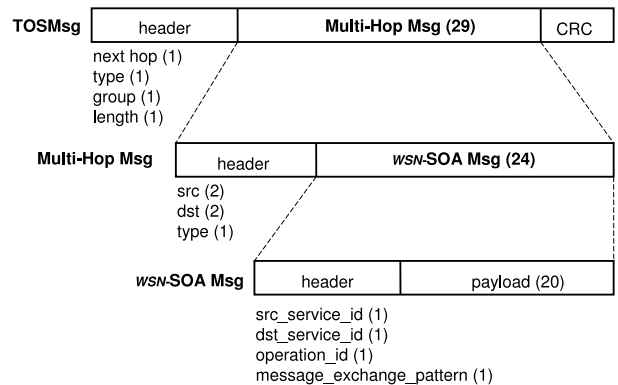 TOSMsg header Multi-Hop Msg (29) CRC
next hop (1)
type (1)
group (1)
length (1)
Multi-Hop Msg header WSN-SOA Msg (24)
src (2)
dst (2)
type (1)
WSN-SOA Msg header payload (20)
src_service_id (1)
dst_service_id (1)
operation_id (1)
message_exchange_pattern (1)